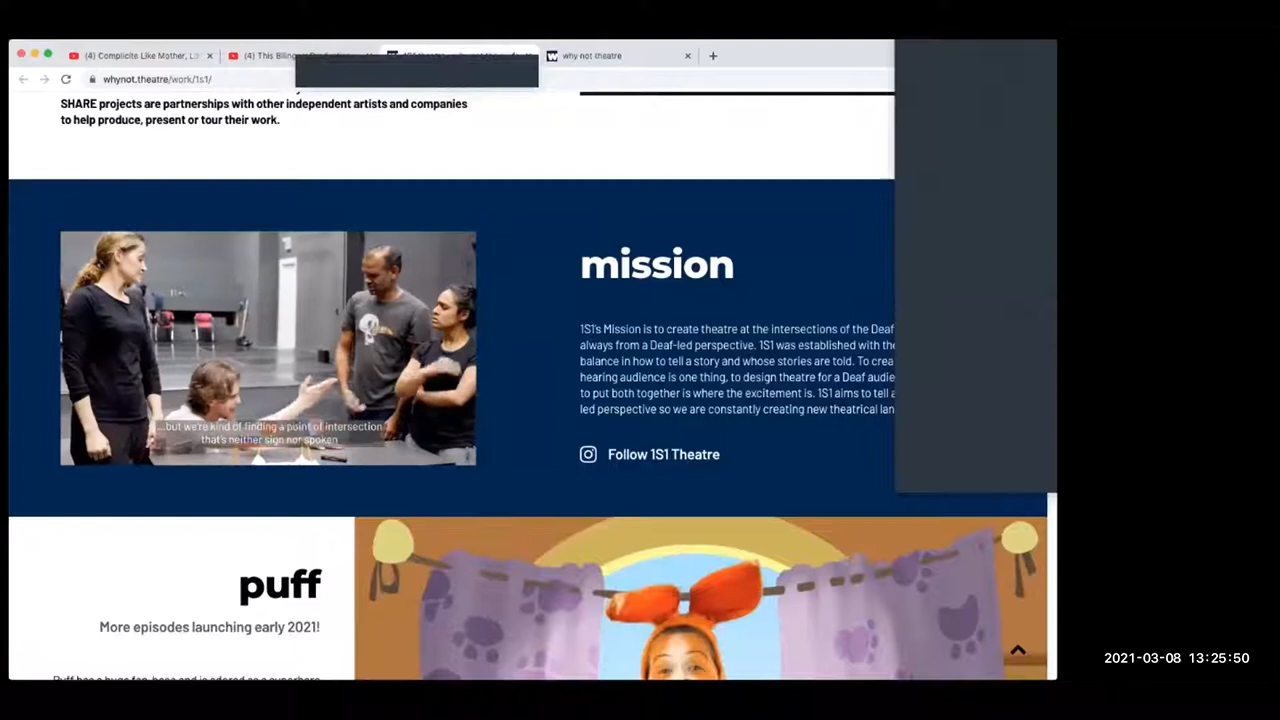 (4) Complicite Like Mother, La
(4) This Biling
why not theatre
whynot.theatre/work/1s1/
SHARE projects are partnerships with other independent artists and companies
to help produce, present or tour their work.
mission
1S1's Mission is to create theatre at the intersections of the Deaf
always from a Deaf-led perspective. 1S1 was established with the
balance in how to tell a story and whose stories are told. To crea
hearing audience is one thing, to design theatre for a Deaf audie
to put both together is where the excitement is. 1S1 aims to tell a
led perspective so we are constantly creating new theatrical lan
...but we're kind of finding a point of intersection
that's neither sign nor spoken
Follow 1S1 Theatre
puff
More episodes launching early 2021!
2021-03-08 13:25:50